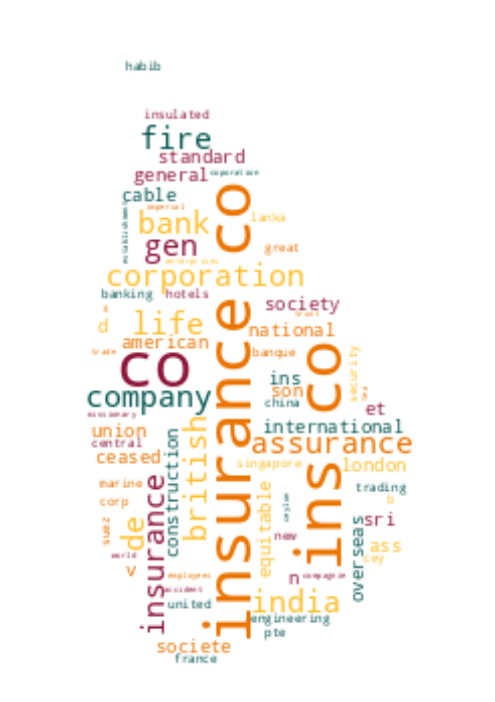 habib
insulated
fire
standard
general
coporation
cable
imperial
establishments
bank
lanka
gen
great
enterprises
corporation
banking
hotels
society
d
life
national
american
trade
banque
co
insurance co
ins co
security
ins
son
company
china
et
missionary
international
union
assurance
central
ceased
singapore
london
british
construction
marine
trading
corp
b
equitable
ceylon
suez
de
insurance
new
overseas
sri
ass
cey
world
v
employees
n
compagnie
accident
united
india
engineering
pte
societe
france